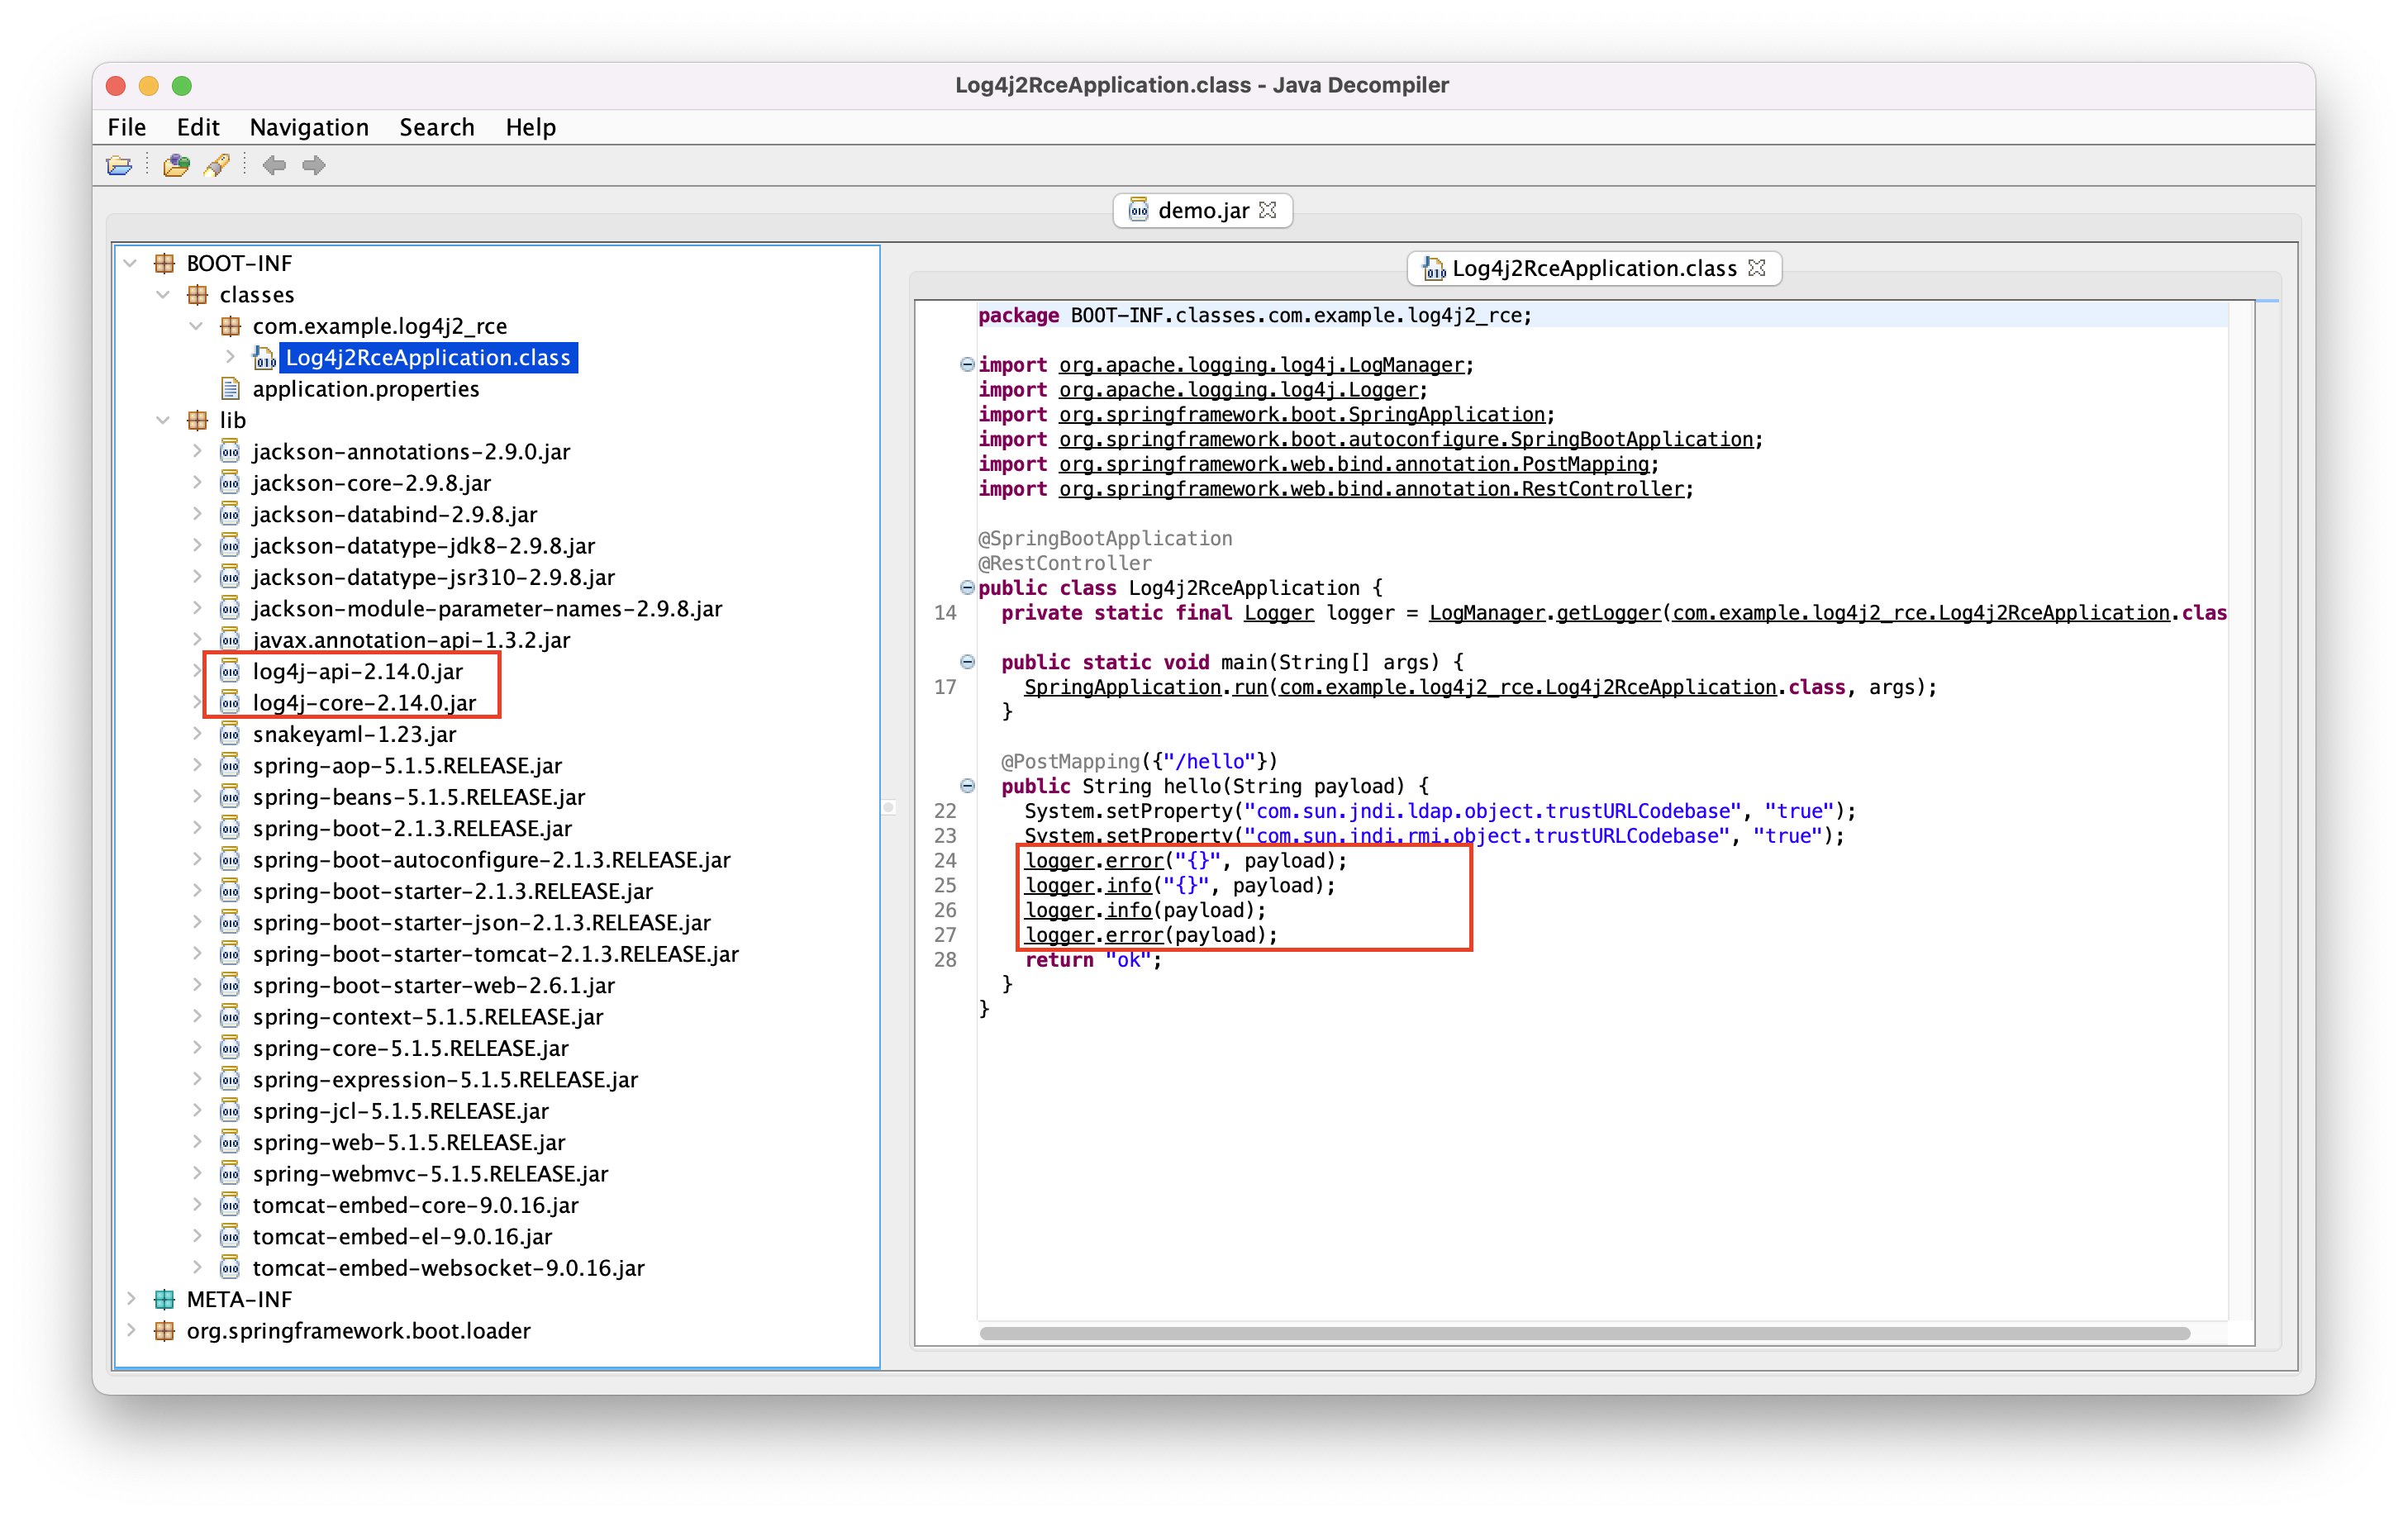 Log4j2RceApplication.class - Java Decompiler
File Edit Navigation Search Help
demo.jar
BOOT-INF
classes
com.example.log4j2_rce
Log4j2RceApplication.class
application.properties
lib
jackson-annotations-2.9.0.jar
jackson-core-2.9.8.jar
jackson-databind-2.9.8.jar
jackson-datatype-jdk8-2.9.8.jar
jackson-datatype-jsr310-2.9.8.jar
jackson-module-parameter-names-2.9.8.jar
javax.annotation-api-1.3.2.jar
log4j-api-2.14.0.jar
log4j-core-2.14.0.jar
snakeyaml-1.23.jar
spring-aop-5.1.5.RELEASE.jar
spring-beans-5.1.5.RELEASE.jar
spring-boot-2.1.3.RELEASE.jar
spring-boot-autoconfigure-2.1.3.RELEASE.jar
spring-boot-starter-2.1.3.RELEASE.jar
spring-boot-starter-json-2.1.3.RELEASE.jar
spring-boot-starter-tomcat-2.1.3.RELEASE.jar
spring-boot-starter-web-2.6.1.jar
spring-context-5.1.5.RELEASE.jar
spring-core-5.1.5.RELEASE.jar
spring-expression-5.1.5.RELEASE.jar
spring-jcl-5.1.5.RELEASE.jar
spring-web-5.1.5.RELEASE.jar
spring-webmvc-5.1.5.RELEASE.jar
tomcat-embed-core-9.0.16.jar
tomcat-embed-el-9.0.16.jar
tomcat-embed-websocket-9.0.16.jar
META-INF
org.springframework.boot.loader
Log4j2RceApplication.class
package BOOT-INF.classes.com.example.log4j2_rce;
import org.apache.logging.log4j.LogManager;
import org.apache.logging.log4j.Logger;
import org.springframework.boot.SpringApplication;
import org.springframework.boot.autoconfigure.SpringBootApplication;
import org.springframework.web.bind.annotation.PostMapping;
import org.springframework.web.bind.annotation.RestController;
@SpringBootApplication
@RestController
public class Log4j2RceApplication {
14 private static final Logger logger = LogManager.getLogger(com.example.log4j2_rce.Log4j2RceApplication.clas
public static void main(String[] args) {
17 SpringApplication.run(com.example.log4j2_rce.Log4j2RceApplication.class, args);
}
@PostMapping({"/hello"})
public String hello(String payload) {
22 System.setProperty("com.sun.jndi.ldap.object.trustURLCodebase", "true");
23 System.setProperty("com.sun.jndi.rmi.object.trustURLCodebase", "true");
24 logger.error("{}", payload);
25 logger.info("{}", payload);
26 logger.info(payload);
27 logger.error(payload);
28 return "ok";
}
}